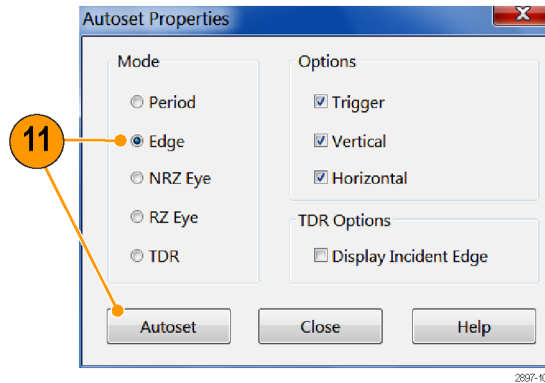 Autoset Properties
X
Mode
Period
Edge
NRZ Eye
RZ Eye
TDR
Options
Trigger
Vertical
Horizontal
TDR Options
Display Incident Edge
11
Autoset
Close
Help